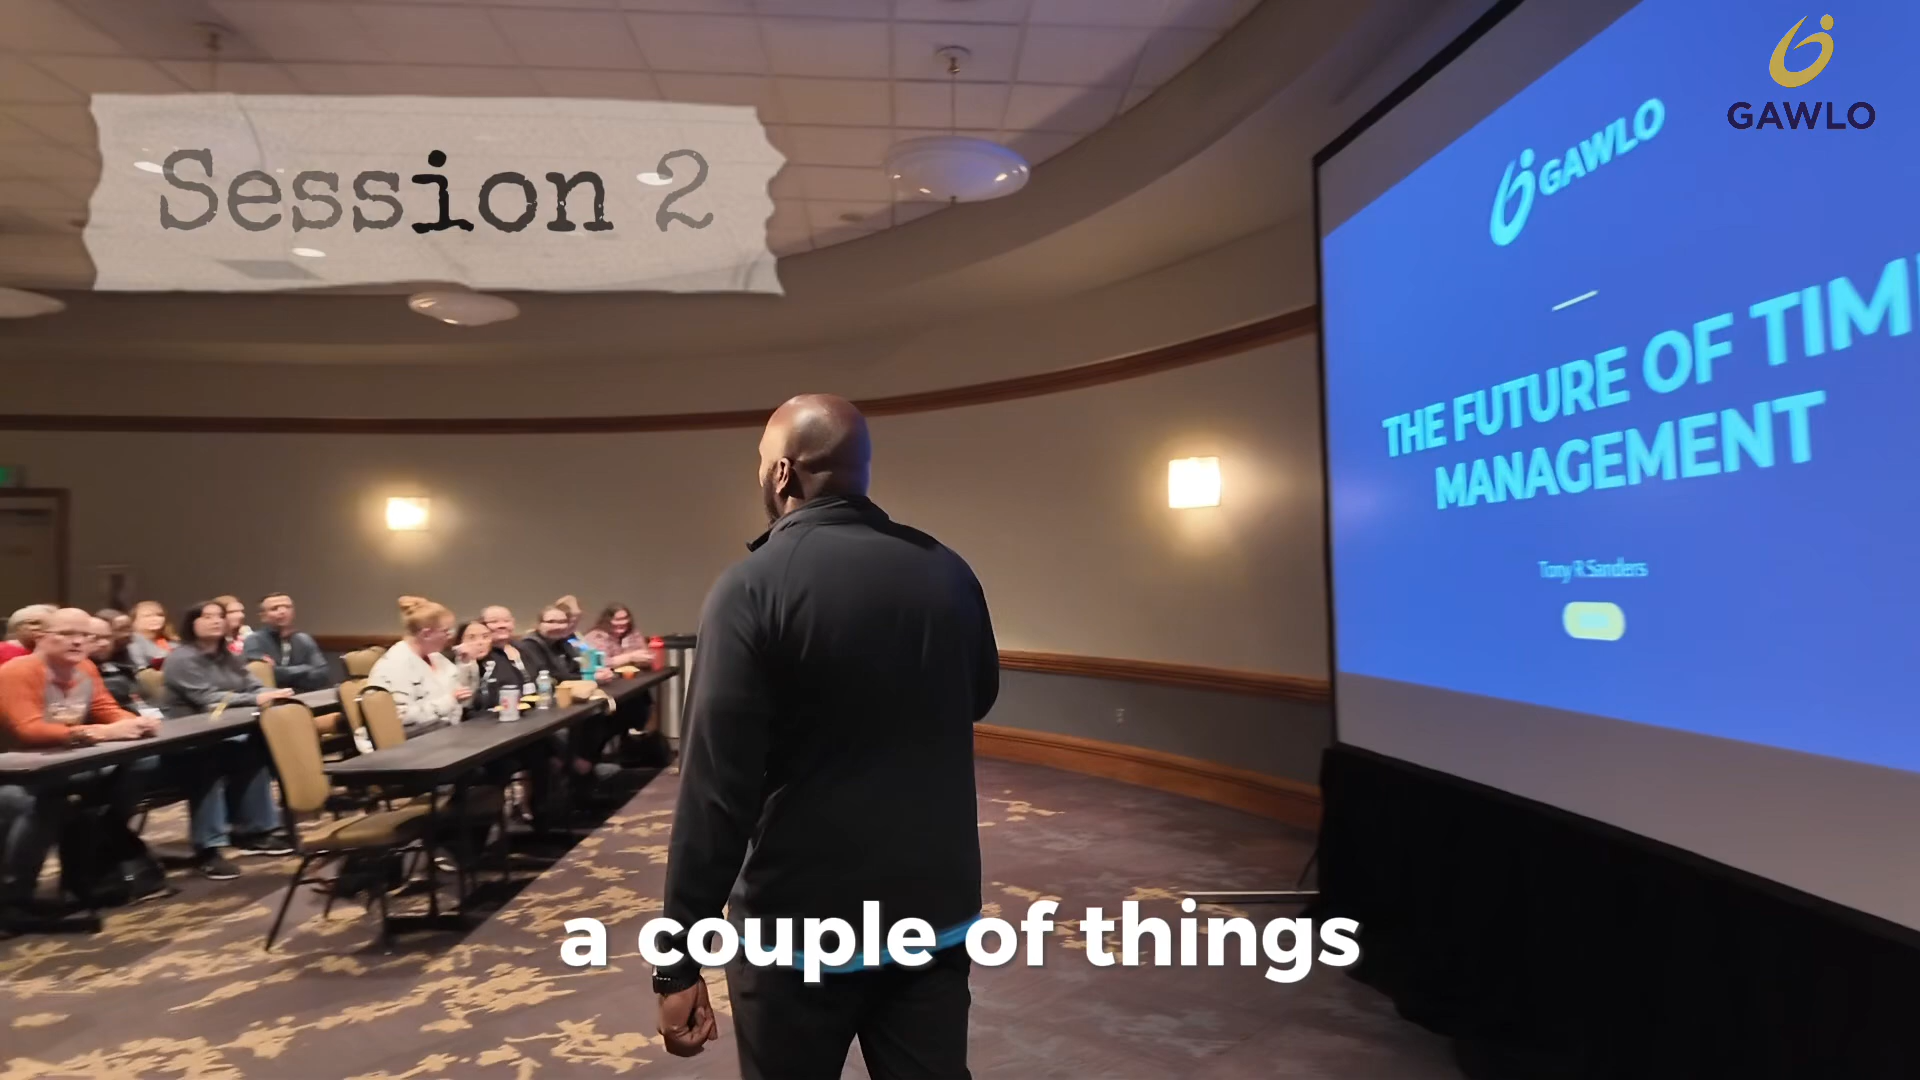 Session 2
GAWLO
GAWLO
THE FUTURE OF TIM
MANAGEMENT
Tony R Sanders
a couple of things